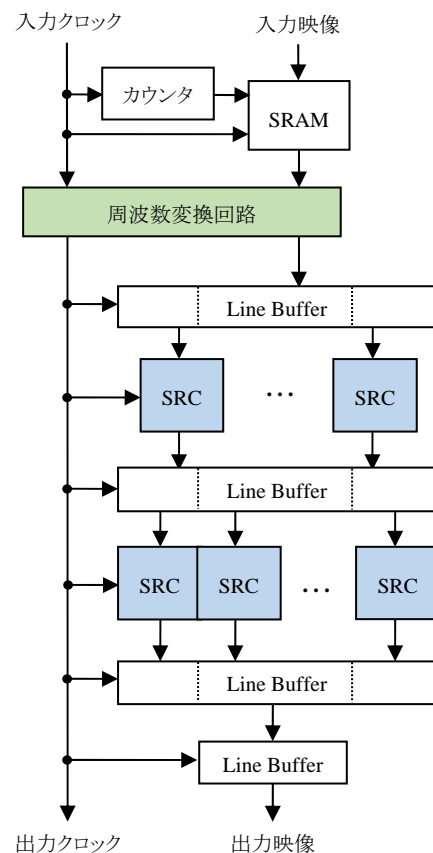 入力クロック
入力映像
カウンタ
SRAM
周波数変換回路
Line Buffer
SRC
…
SRC
Line Buffer
SRC
SRC
…
SRC
Line Buffer
Line Buffer
出力クロック
出力映像